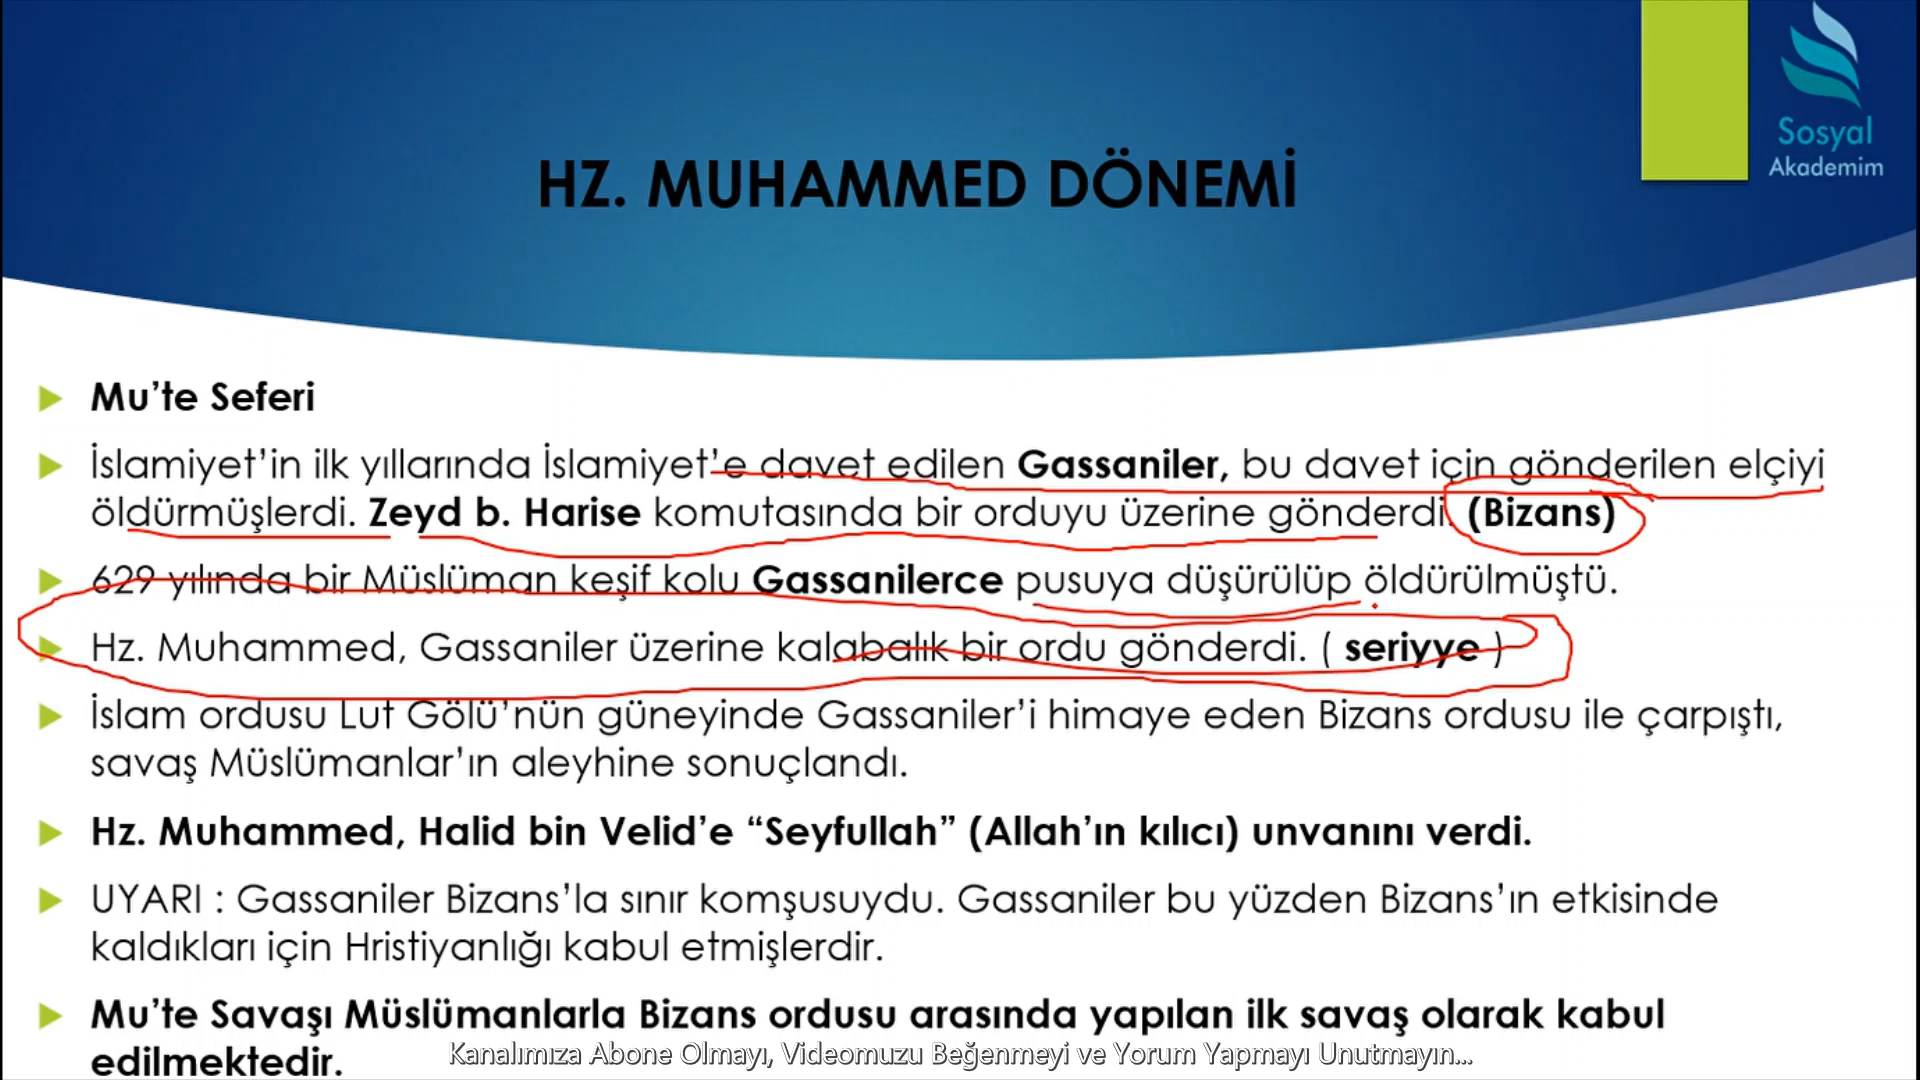 Sosyal
Akademim
HZ. MUHAMMED DÖNEMİ
Mu’te Seferi
İslamiyet’in ilk yıllarında İslamiyet’e davet edilen Gassaniler, bu davet için gönderilen elçiyi
öldürmüşlerdi. Zeyd b. Harise komutasında bir orduyu üzerine gönderdi. (Bizans)
629 yılında bir Müslüman keşif kolu Gassanilerce pusuya düşürülüp öldürülmüştü.
Hz. Muhammed, Gassaniler üzerine kalabalık bir ordu gönderdi. ( seriyye )
İslam ordusu Lut Gölü’nün güneyinde Gassaniler’i himaye eden Bizans ordusu ile çarpıştı,
savaş Müslümanlar’ın aleyhine sonuçlandı.
Hz. Muhammed, Halid bin Velid’e “Seyfullah” (Allah’ın kılıcı) unvanını verdi.
UYARI : Gassaniler Bizans’la sınır komşusuydu. Gassaniler bu yüzden Bizans’ın etkisinde
kaldıkları için Hristiyanlığı kabul etmişlerdir.
Mu’te Savaşı Müslümanlarla Bizans ordusu arasında yapılan ilk savaş olarak kabul
edilmektedir.
Kanalımıza Abone Olmayı, Videomuzu Beğenmeyi ve Yorum Yapmayı Unutmayın...